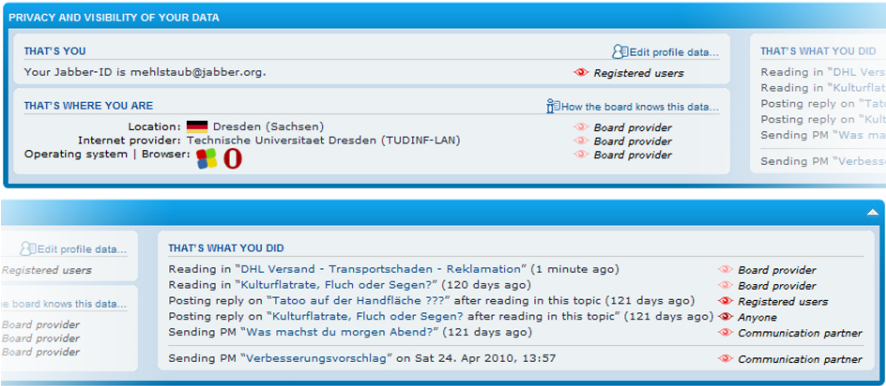 PRIVACY AND VISIBILITY OF YOUR DATA
THAT'S YOU
Edit profile data...
Your Jabber-ID is mehlstaub@jabber.org.
Registered users
THAT'S WHERE YOU ARE
How the board knows this data...
Location: Dresden (Sachsen)
Board provider
Internet provider: Technische Universitaet Dresden (TUDINF-LAN)
Board provider
Operating system | Browser:
Board provider
THAT'S WHAT YOU DID
Reading in "DHL Vers
Reading in "Kulturflat
Posting reply on "Tato
Posting reply on "Kult
Sending PM "Was ma
Sending PM "Verbess
Edit profile data...
Registered users
e board knows this data...
Board provider
Board provider
Board provider
THAT'S WHAT YOU DID
Reading in "DHL Versand - Transportschaden - Reklamation" (1 minute ago)
Board provider
Reading in "Kulturflatrate, Fluch oder Segen?" (120 days ago)
Board provider
Posting reply on "Tatoo auf der Handfläche ???" after reading in this topic (121 days ago)
Registered users
Posting reply on "Kulturflatrate, Fluch oder Segen? after reading in this topic" (121 days ago)
Anyone
Sending PM "Was machst du morgen Abend?" (121 days ago)
Communication partner
Sending PM "Verbesserungsvorschlag" on Sat 24. Apr 2010, 13:57
Communication partner